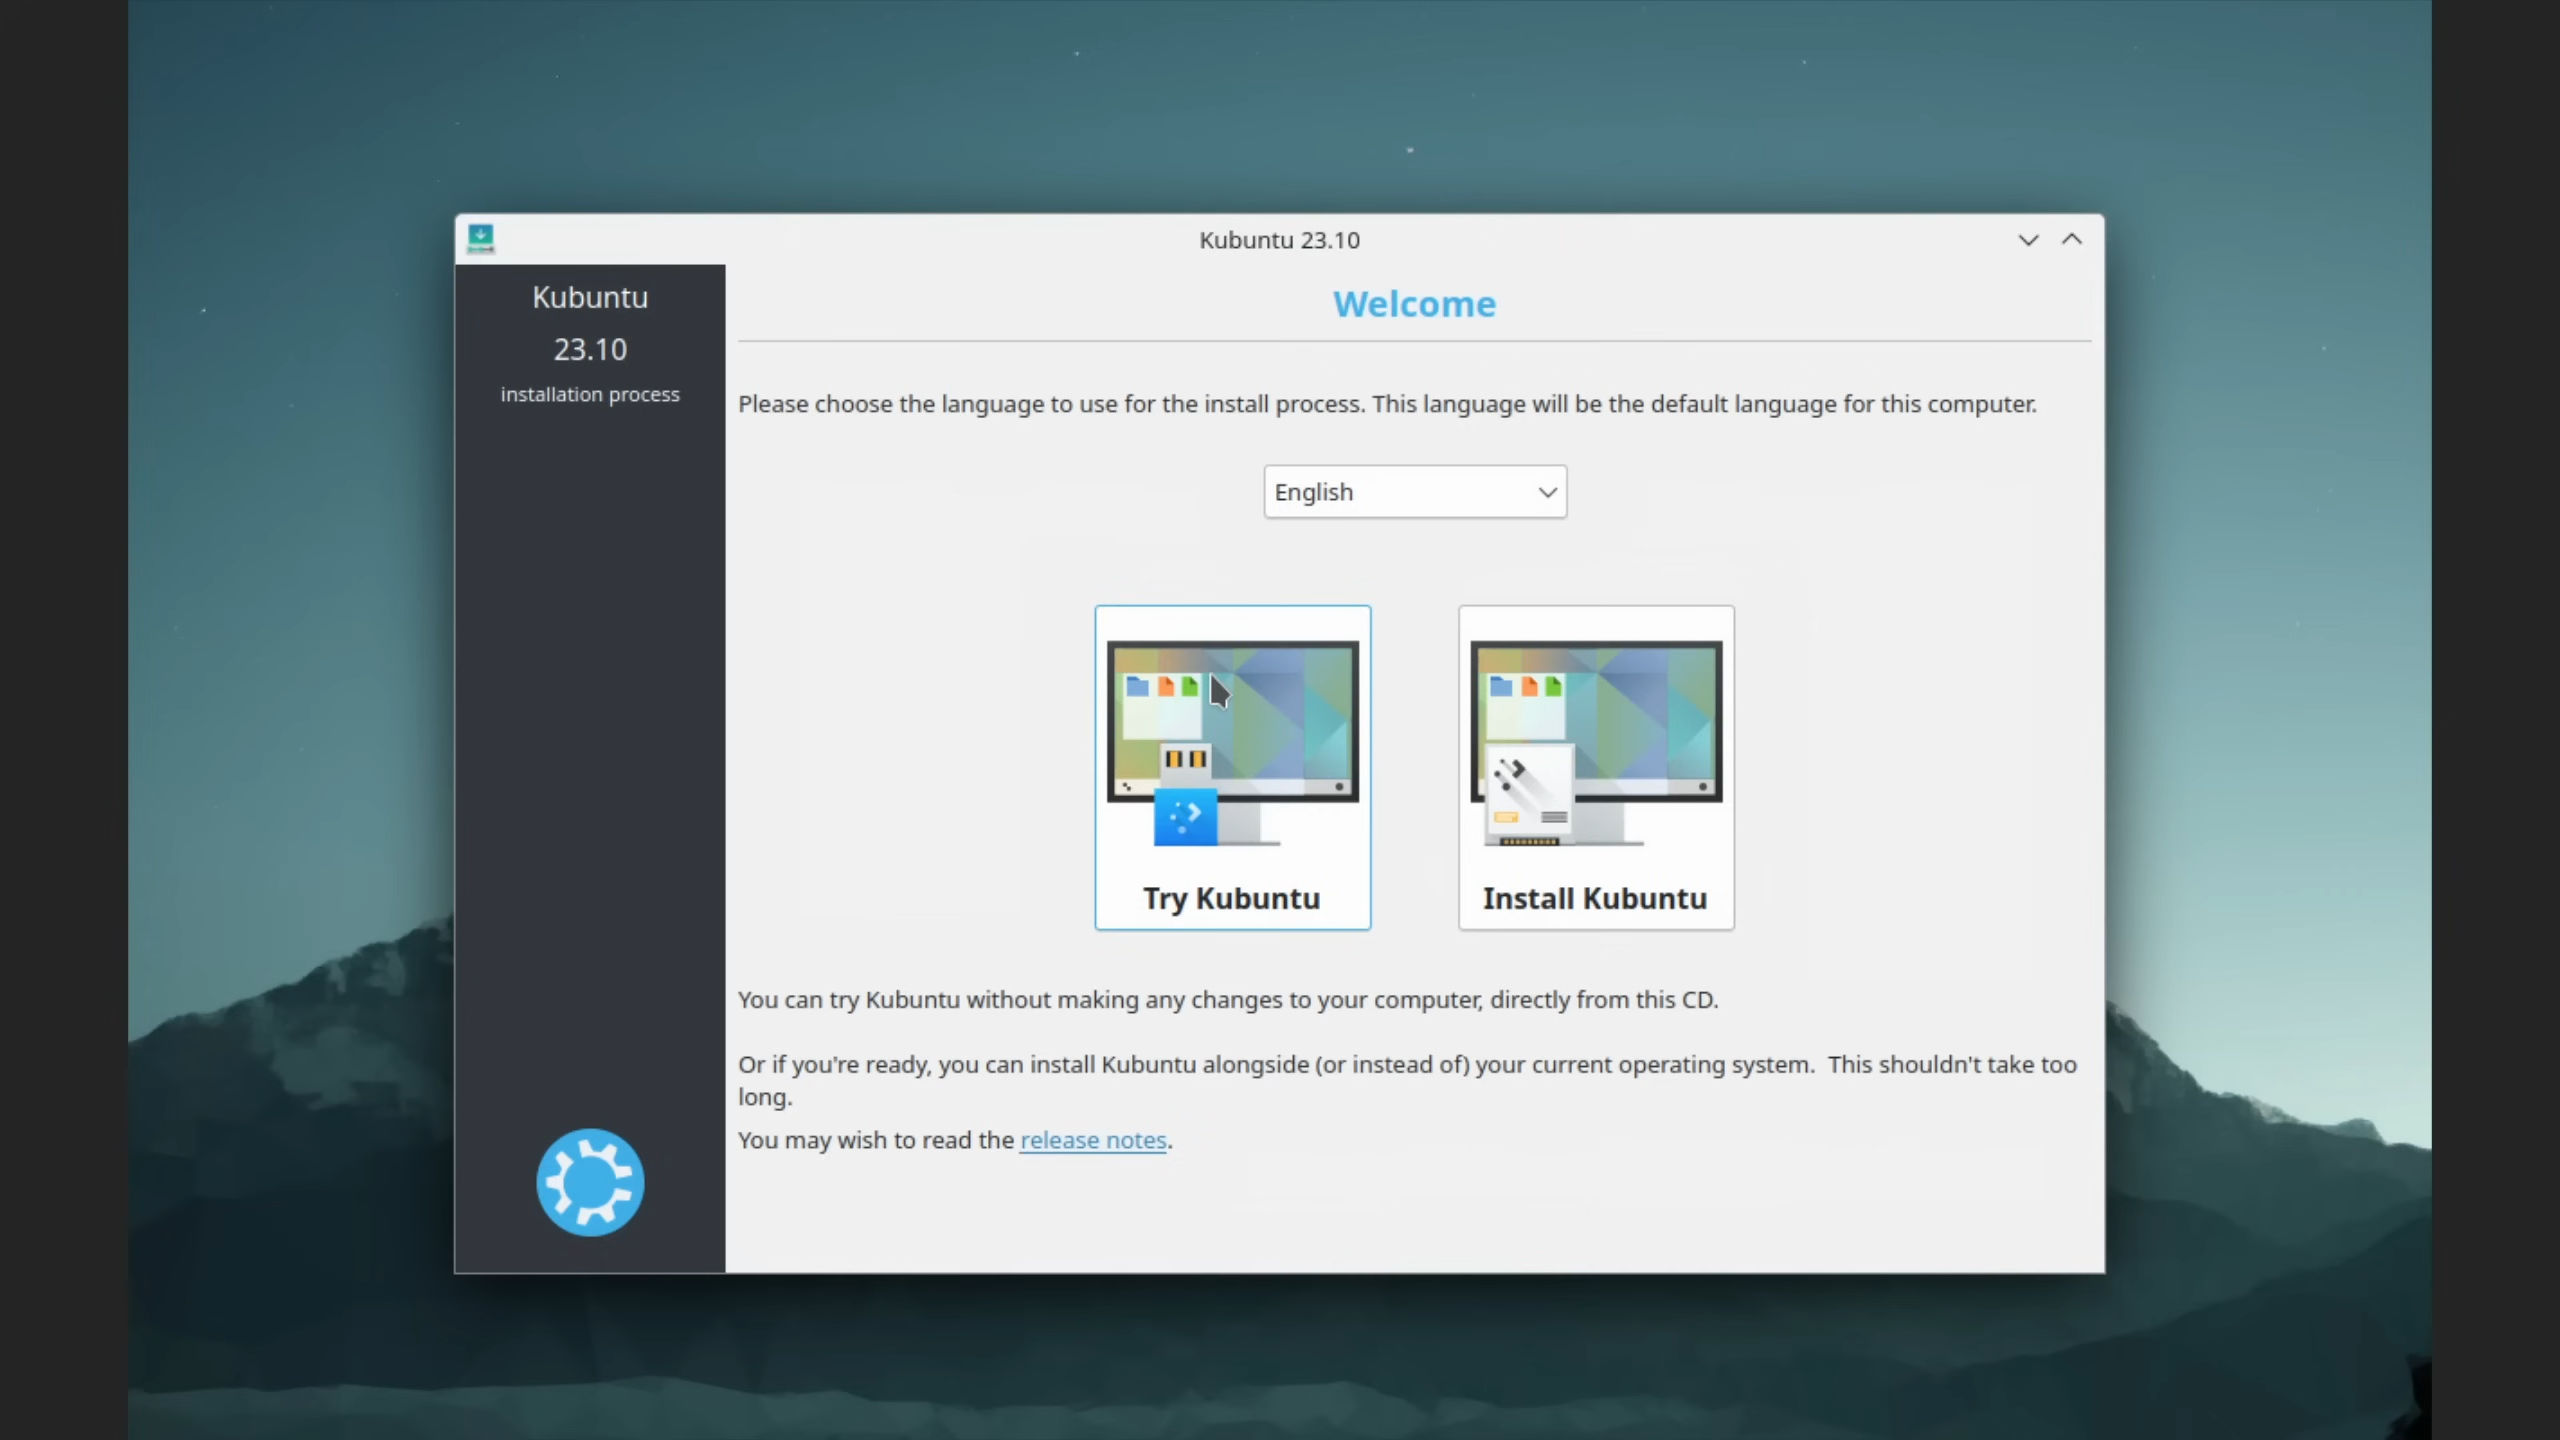 Kubuntu 23.10
Kubuntu
23.10
installation process
Welcome
Please choose the language to use for the install process. This language will be the default language for this computer.
English
Try Kubuntu
Install Kubuntu
You can try Kubuntu without making any changes to your computer, directly from this CD.
Or if you're ready, you can install Kubuntu alongside (or instead of) your current operating system.  This shouldn't take too
long.
You may wish to read the release notes.